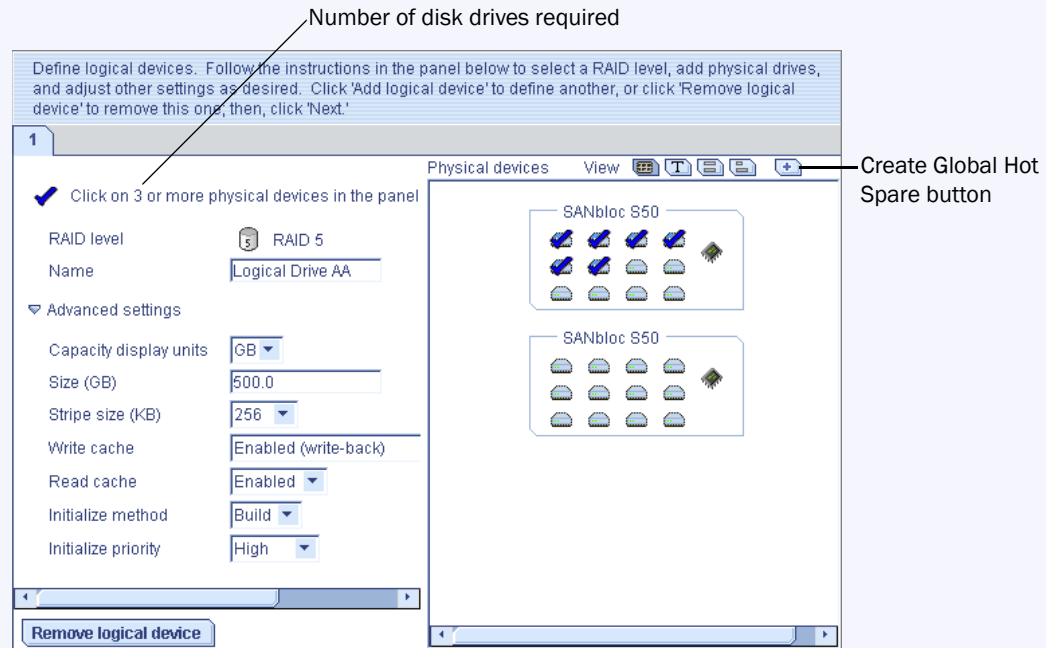 Number of disk drives required
Define logical devices. Follow the instructions in the panel below to select a RAID level, add physical drives,
and adjust other settings as desired. Click 'Add logical device' to define another, or click 'Remove logical
device' to remove this one; then, click 'Next.'
1
Physical devices View T +
Create Global Hot
Spare button
Click on 3 or more physical devices in the panel
RAID level 5 RAID 5
Name Logical Drive AA
Advanced settings
Capacity display units GB
Size (GB) 500.0
Stripe size (KB) 256
Write cache Enabled (write-back)
Read cache Enabled
Initialize method Build
Initialize priority High
Remove logical device
SANbloc S50
SANbloc S50